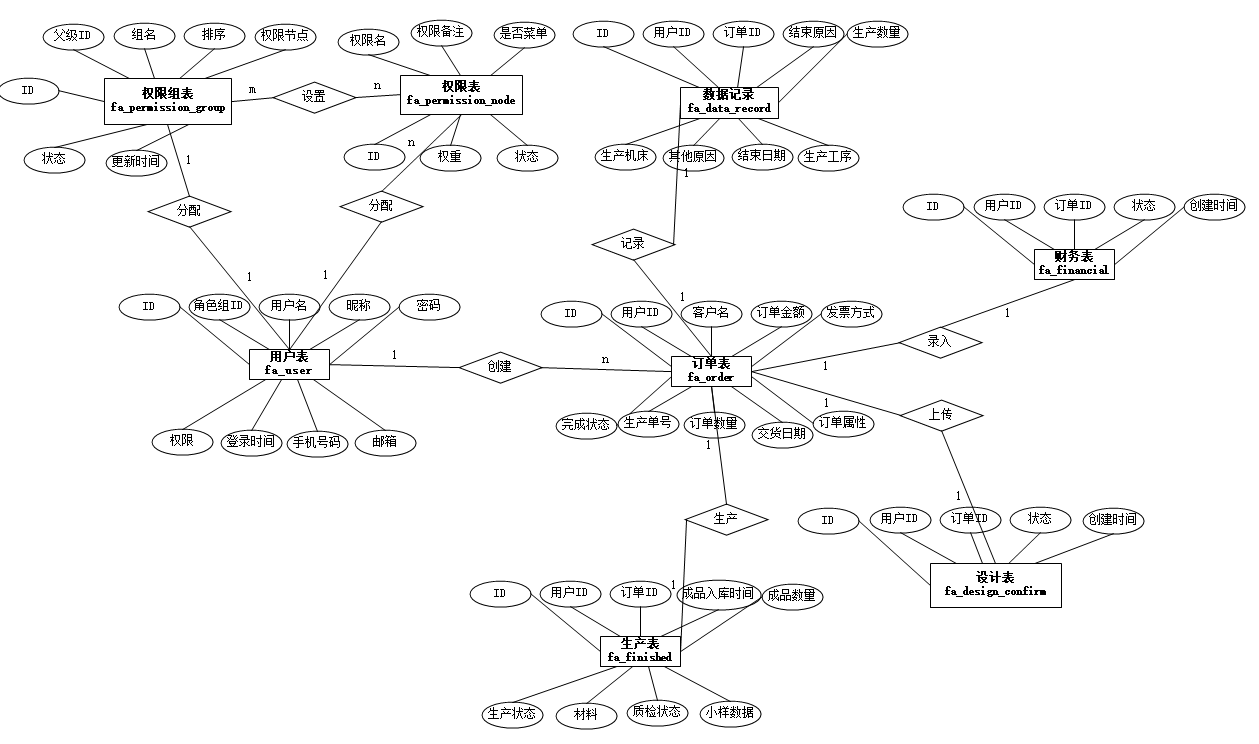 父级ID
组名
排序
权限节点
ID
权限组表
fa_permission_group
状态
更新时间
m
设置
n
权限名
权限备注
是否菜单
权限表
fa_permission_node
ID
权重
状态
1
分配
1
n
分配
1
ID
用户ID
订单ID
结束原因
生产数量
数据记录
fa_data_record
生产机床
其他原因
结束日期
生产工序
1
记录
1
ID
用户ID
订单ID
状态
创建时间
财务表
fa_financial
1
录入
1
ID
角色组ID
用户名
昵称
密码
用户表
fa_user
权限
登录时间
手机号码
邮箱
1
创建
n
ID
用户ID
客户名
订单金额
发票方式
订单表
fa_order
完成状态
生产单号
订单数量
交货日期
订单属性
1
上传
1
1
生产
1
ID
用户ID
订单ID
状态
创建时间
设计表
fa_design_confirm
ID
用户ID
订单ID
成品入库时间
成品数量
生产表
fa_finished
生产状态
材料
质检状态
小样数据